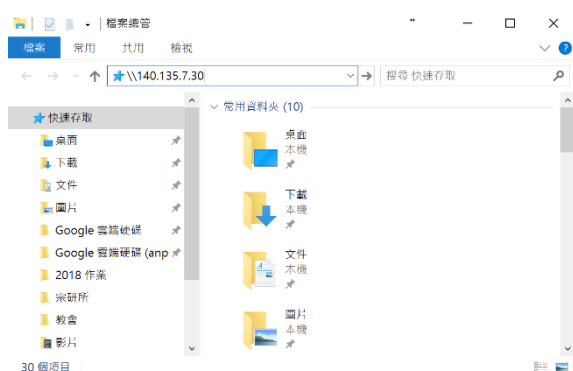 檔案總管
檔案 常用 共用 檢視
\\140.135.7.30 搜尋 快速存取
快速存取
桌面
下載
文件
圖片
Google 雲端硬碟
Google 雲端硬碟 (anp
2018 作業
宗研所
教會
影片
常用資料夾 (10)
桌面
本機
下載
本機
文件
本機
圖片
本機
30 個項目